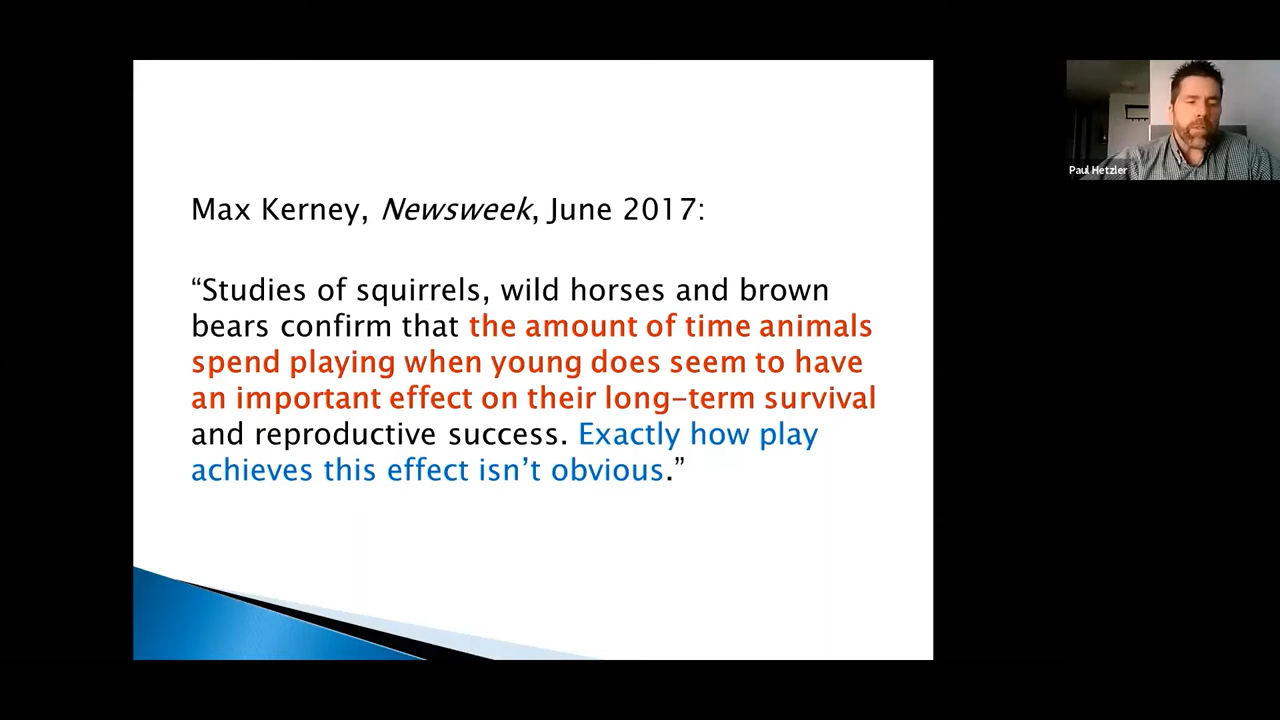 Max Kerney, Newsweek, June 2017:
“Studies of squirrels, wild horses and brown
bears confirm that the amount of time animals
spend playing when young does seem to have
an important effect on their long-term survival
and reproductive success. Exactly how play
achieves this effect isn’t obvious.”
Paul Hetzler